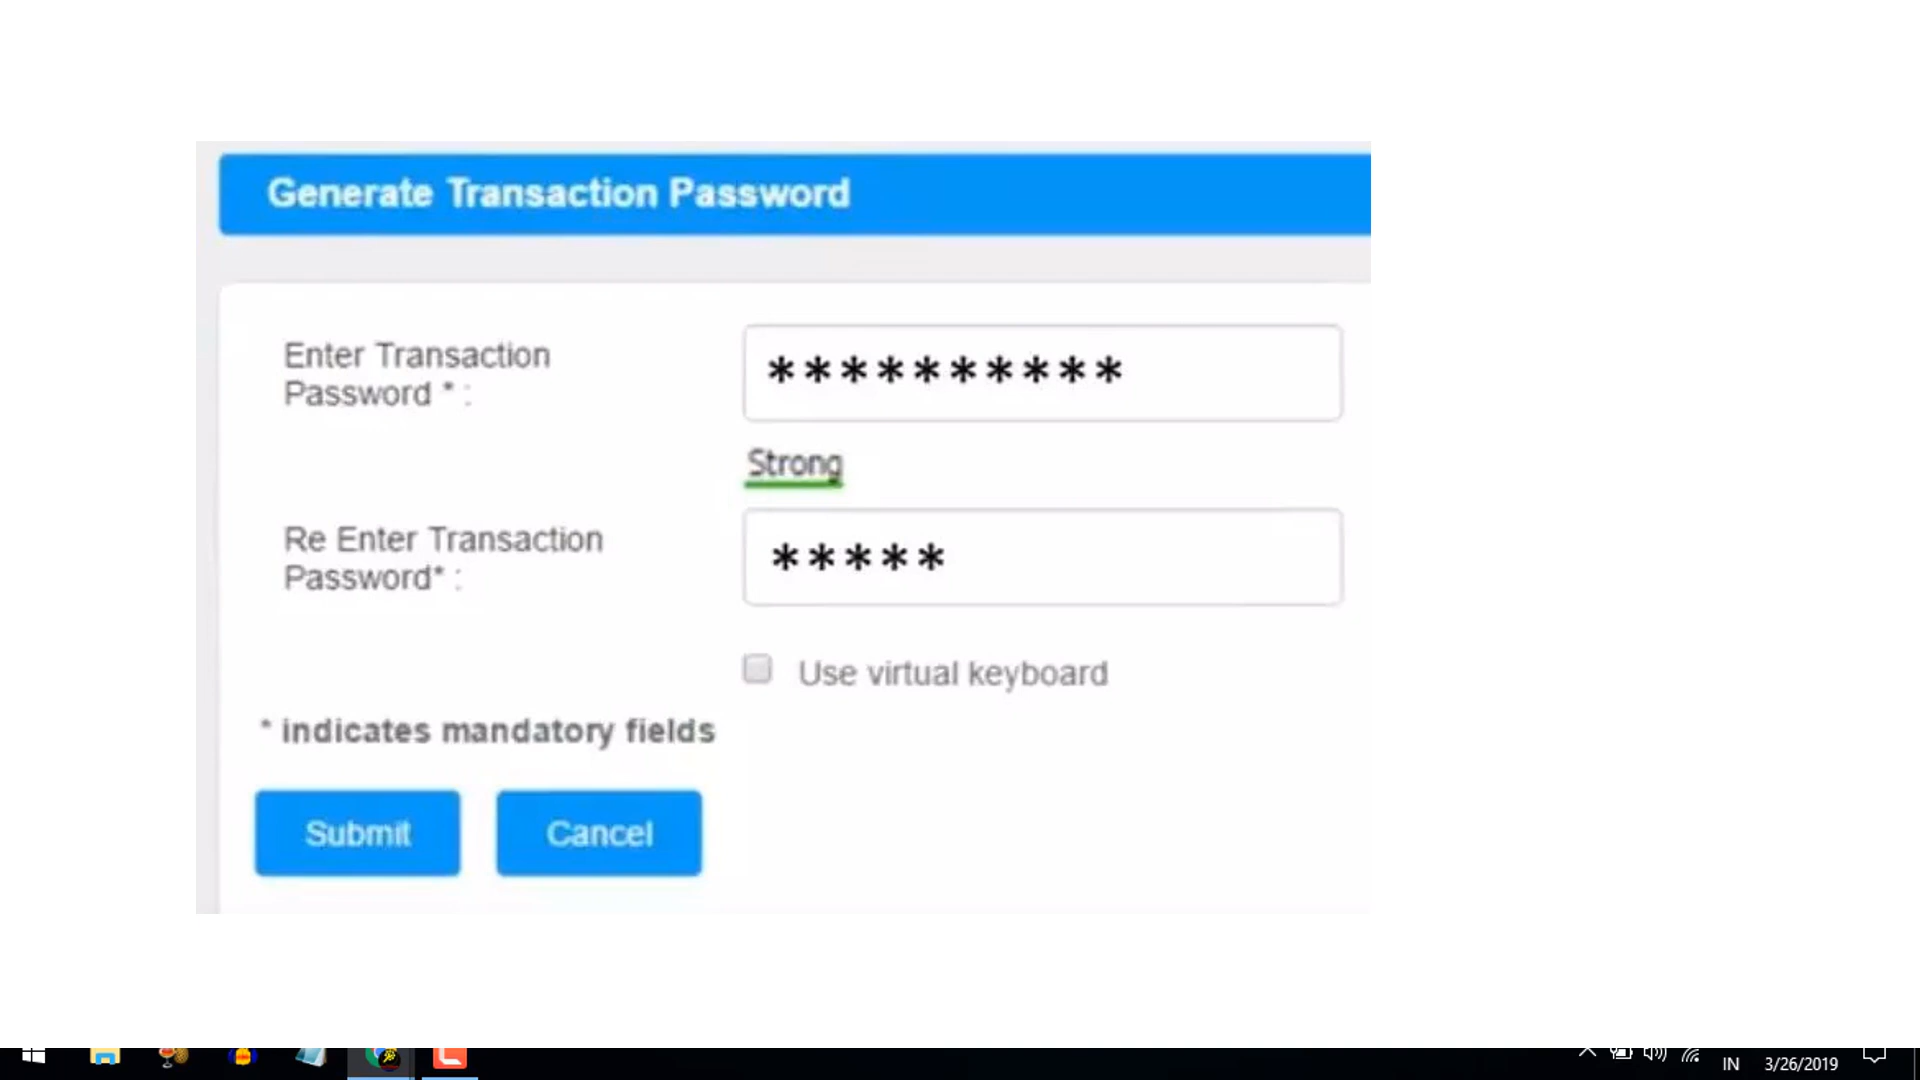 Generate Transaction Password
Enter Transaction
Password * :
**********
Strong
Re Enter Transaction
Password* :
*****
Use virtual keyboard
* indicates mandatory fields
Submit Cancel
IN 3/26/2019